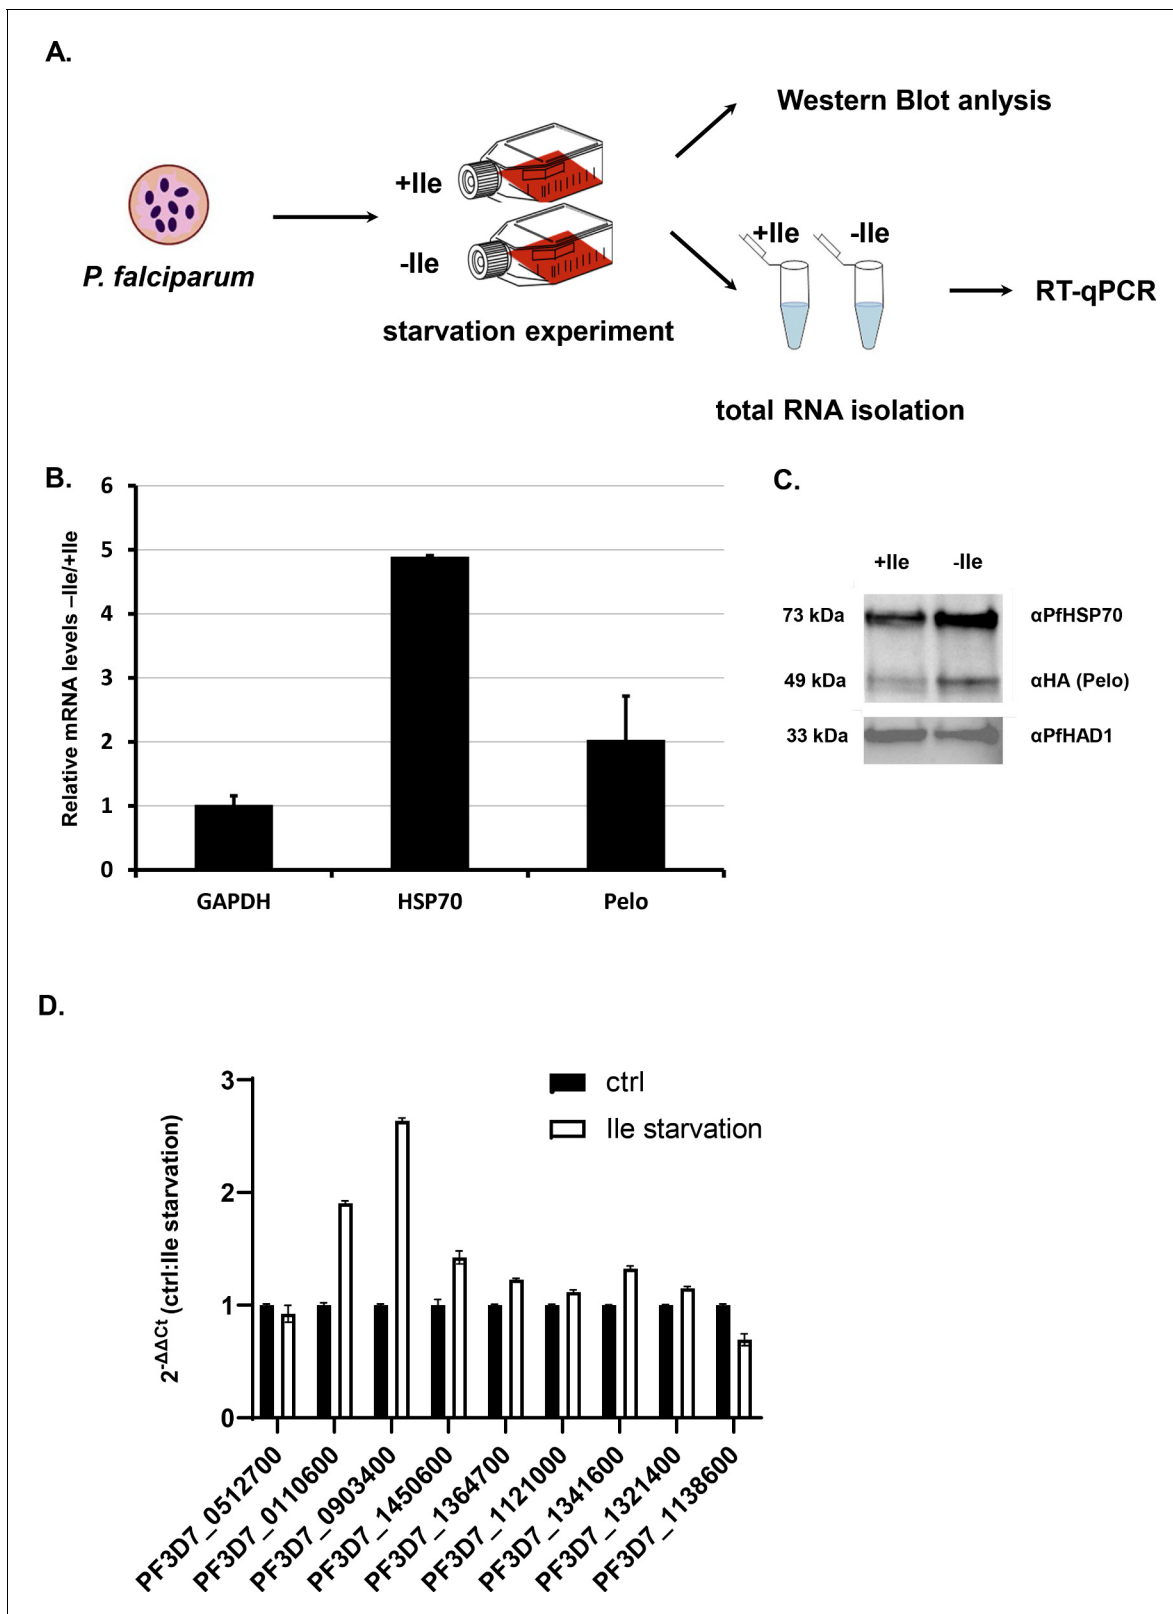 A.
Western Blot anlysis
+Ile
-Ile
P. falciparum
starvation experiment
+Ile -Ile
RT-qPCR
total RNA isolation
B.
Relative mRNA levels –Ile/+Ile
6
5
4
3
2
1
0
GAPDH HSP70 Pelo
C.
+Ile -Ile
73 kDa αPfHSP70
49 kDa αHA (Pelo)
33 kDa αPfHAD1
D.
2-ΔΔCt (ctrl:Ile starvation)
3
2
1
0
ctrl
Ile starvation
PF3D7_0512700
PF3D7_0110600
PF3D7_0903400
PF3D7_1450600
PF3D7_1364700
PF3D7_1121000
PF3D7_1341600
PF3D7_1321400
PF3D7_1138600